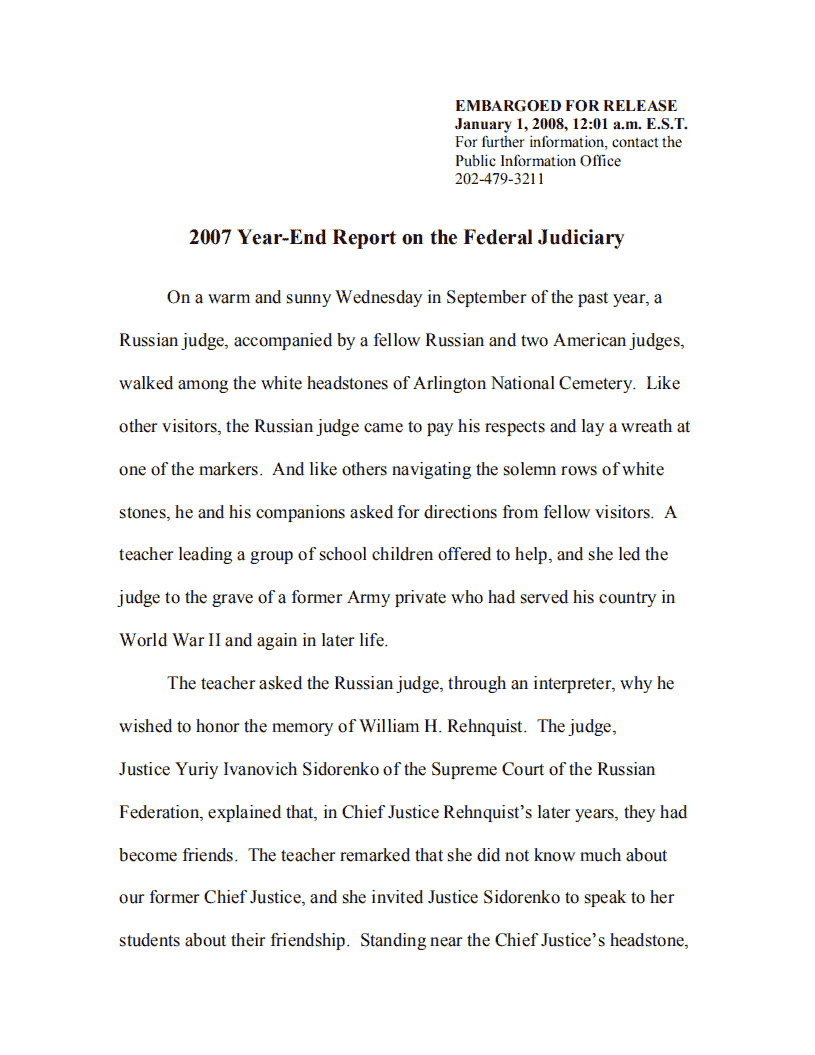 EMBARGOED FOR RELEASE
January 1, 2008, 12:01 a.m. E.S.T.
For further information, contact the
Public Information Office
202-479-3211
2007 Year-End Report on the Federal Judiciary
On a warm and sunny Wednesday in September of the past year, a
Russian judge, accompanied by a fellow Russian and two American judges,
walked among the white headstones of Arlington National Cemetery.  Like
other visitors, the Russian judge came to pay his respects and lay a wreath at
one of the markers.  And like others navigating the solemn rows of white
stones, he and his companions asked for directions from fellow visitors.  A
teacher leading a group of school children offered to help, and she led the
judge to the grave of a former Army private who had served his country in
World War II and again in later life.
The teacher asked the Russian judge, through an interpreter, why he
wished to honor the memory of William H. Rehnquist.  The judge,
Justice Yuriy Ivanovich Sidorenko of the Supreme Court of the Russian
Federation, explained that, in Chief Justice Rehnquist’s later years, they had
become friends.  The teacher remarked that she did not know much about
our former Chief Justice, and she invited Justice Sidorenko to speak to her
students about their friendship.  Standing near the Chief Justice’s headstone,